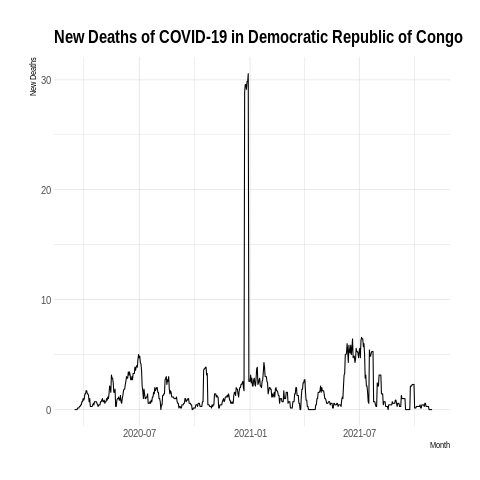 New Deaths of COVID-19 in Democratic Republic of Congo
New Deaths
30
20
10
0
2020-07
2021-01
2021-07
Month